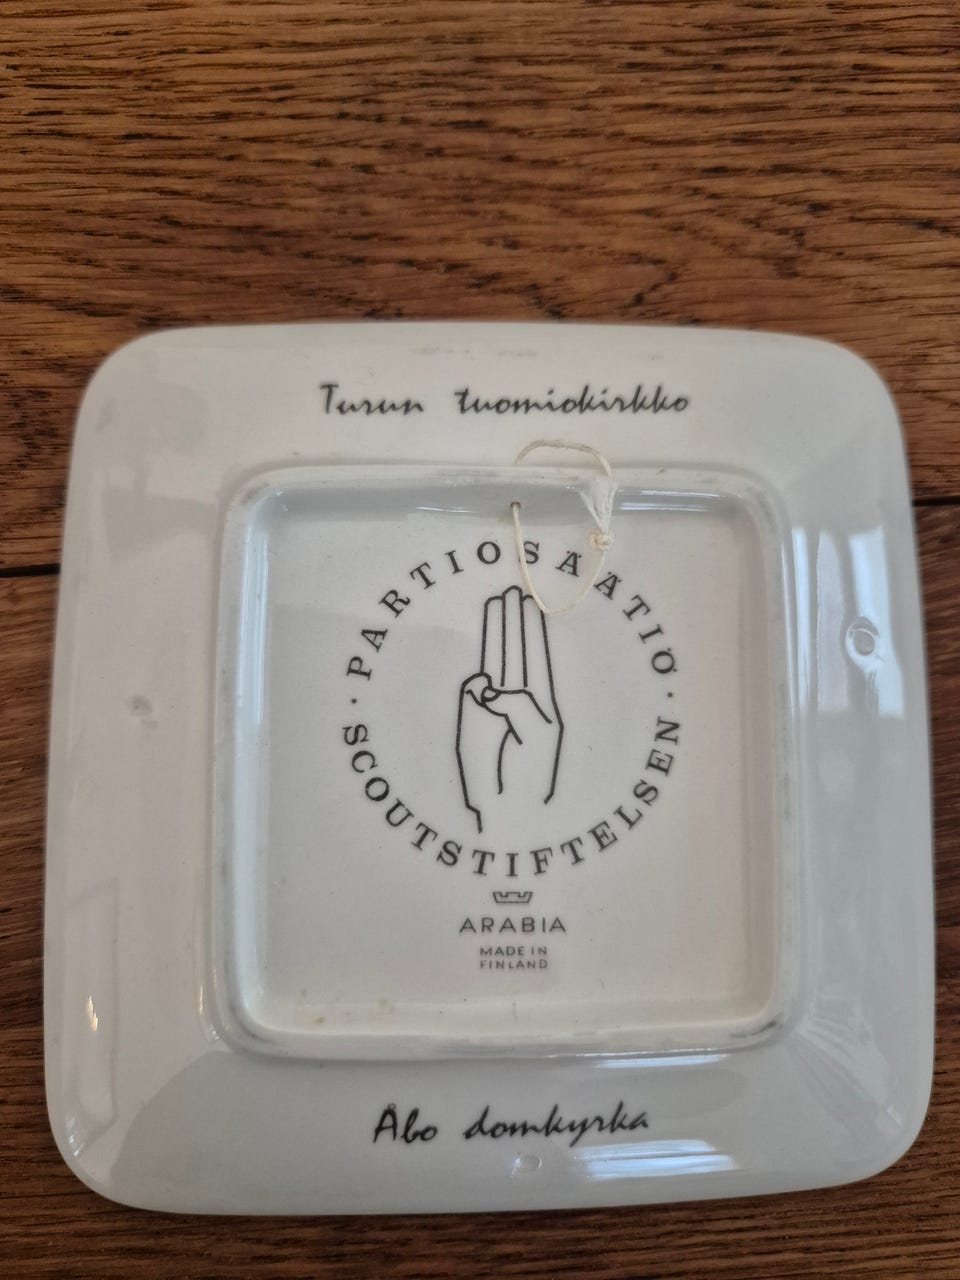 Turun tuomiokirkko
· PARTIOSÄÄTIÖ ·
SCOUTSTIFTELSEN
ARABIA
MADE IN
FINLAND
Åbo domkyrka